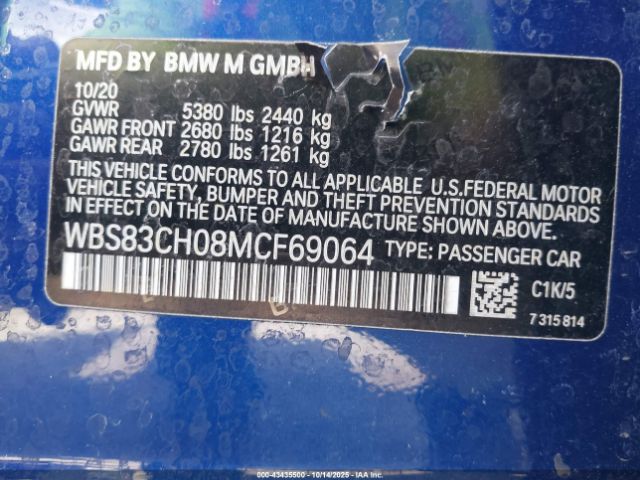 MFD BY BMW M GMBH
10/20
GVWR 5380 lbs 2440 kg
GAWR FRONT 2680 lbs 1216 kg
GAWR REAR 2780 lbs 1261 kg
THIS VEHICLE CONFORMS TO ALL APPLICABLE U.S.FEDERAL MOTOR
VEHICLE SAFETY, BUMPER AND THEFT PREVENTION STANDARDS
IN EFFECT ON THE DATE OF MANUFACTURE SHOWN ABOVE.
WBS83CH08MCF69064 TYPE: PASSENGER CAR
C1K/5
7315814
000-43435500 - 10/14/2025 - IAA Inc.